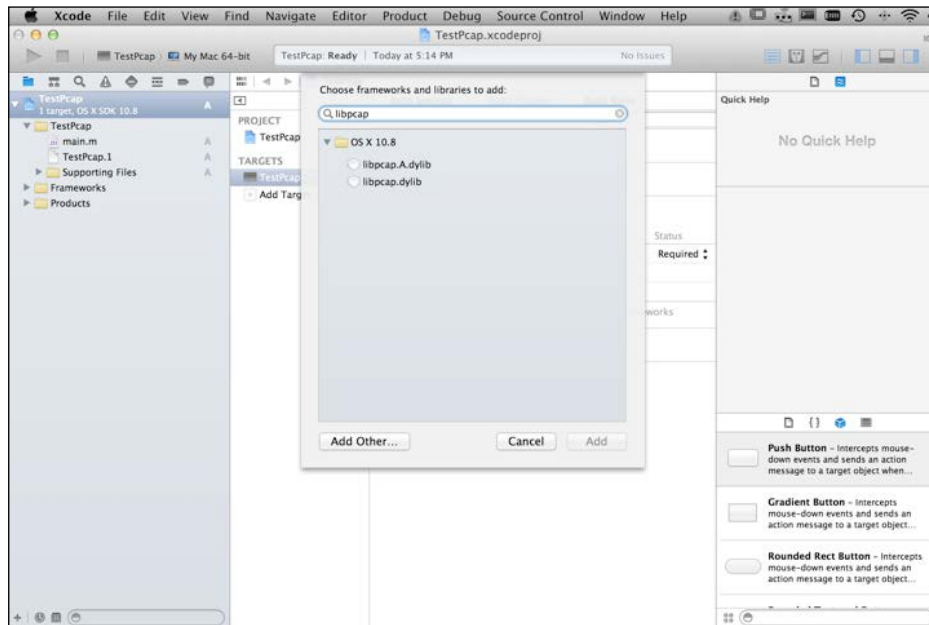 Xcode File Edit View Find Navigate Editor Product Debug Source Control Window Help
TestPcap.xcodeproj
TestPcap My Mac 64-bit
TestPcap: Ready Today at 5:14 PM
No Issues
TestPcap
1 target, OS X SDK 10.8
A
TestPcap
main.m A
TestPcap.1 A
Supporting Files A
Frameworks
Products
PROJECT
TestPcap
TARGETS
TestPcap
Add Targ
Choose frameworks and libraries to add:
libpcap
OS X 10.8
libpcap.A.dylib
libpcap.dylib
Add Other...
Cancel
Add
Status
Required
works
Quick Help
No Quick Help
Push Button - Intercepts mouse-
down events and sends an action
message to a target object when...
Gradient Button - Intercepts
mouse-down events and sends an
action message to a target object...
Rounded Rect Button - Intercepts
mouse-down events and sends an
action message to a target object...